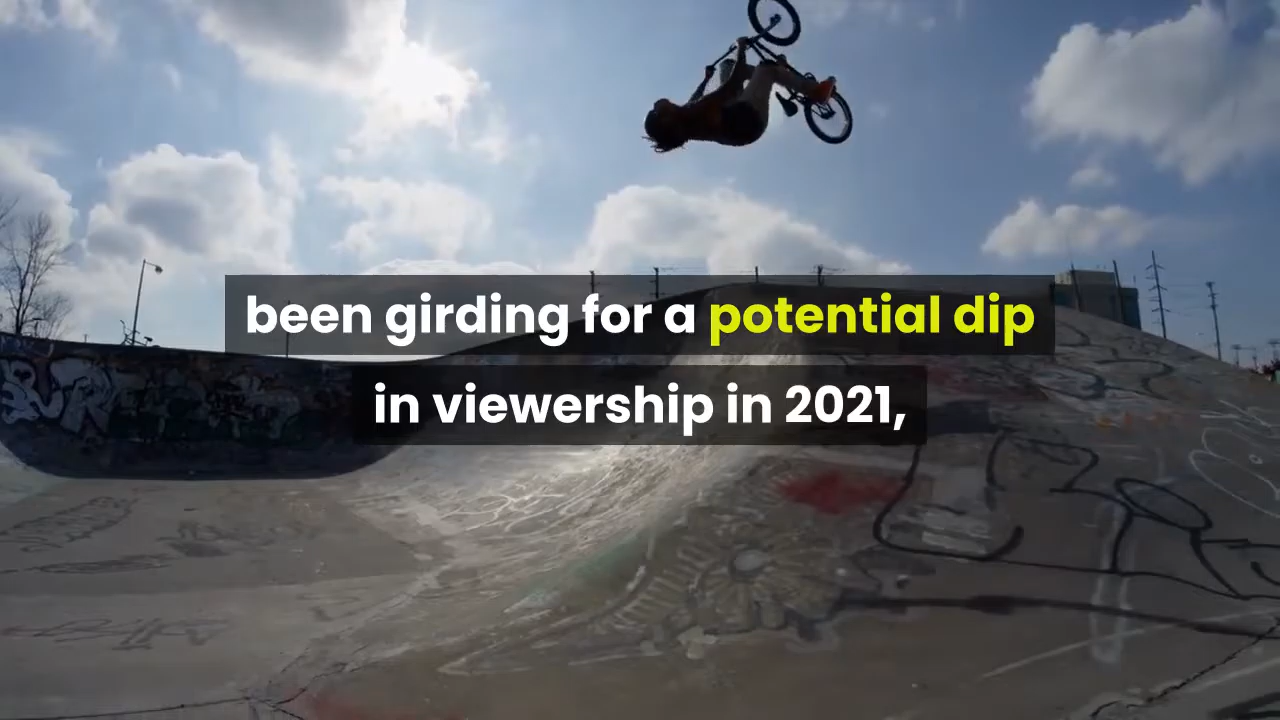 been girding for a potential dip
in viewership in 2021,